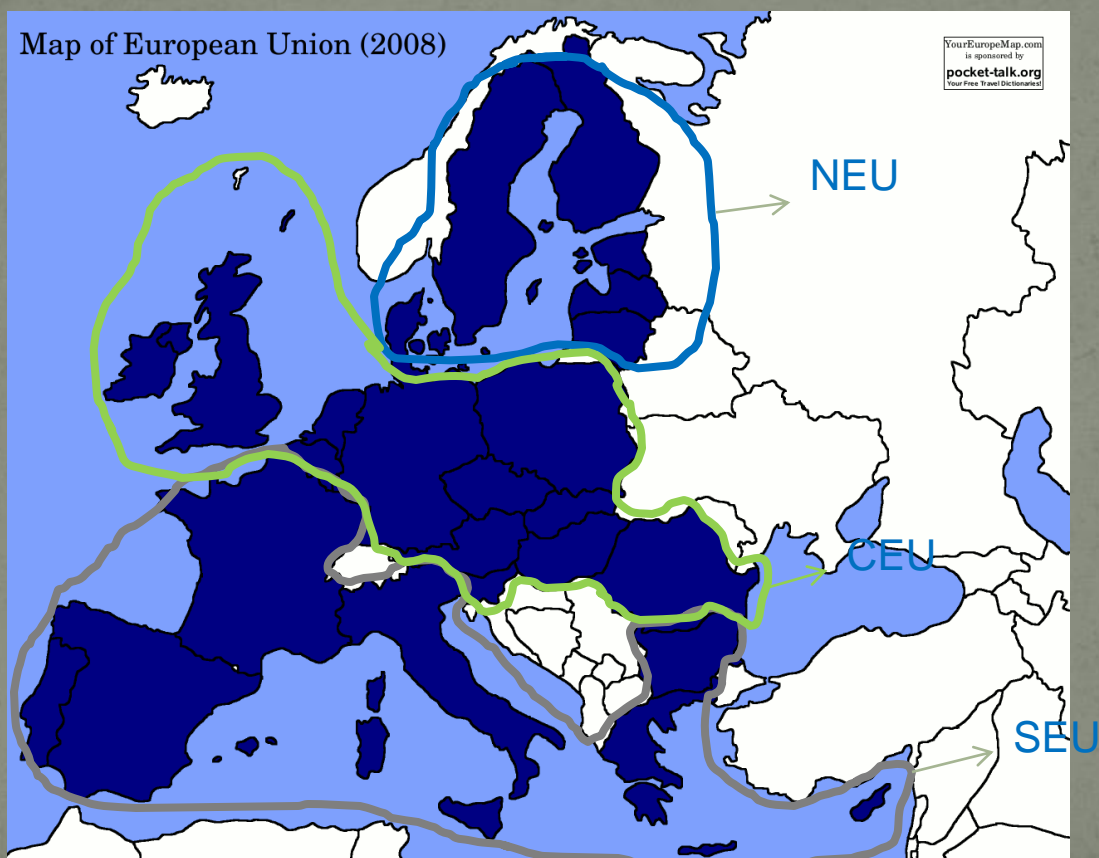 Map of European Union (2008)
YourEuropeMap.com
is sponsored by
pocket-talk.org
Your Free Travel Dictionaries!
NEU
CEU
SEU